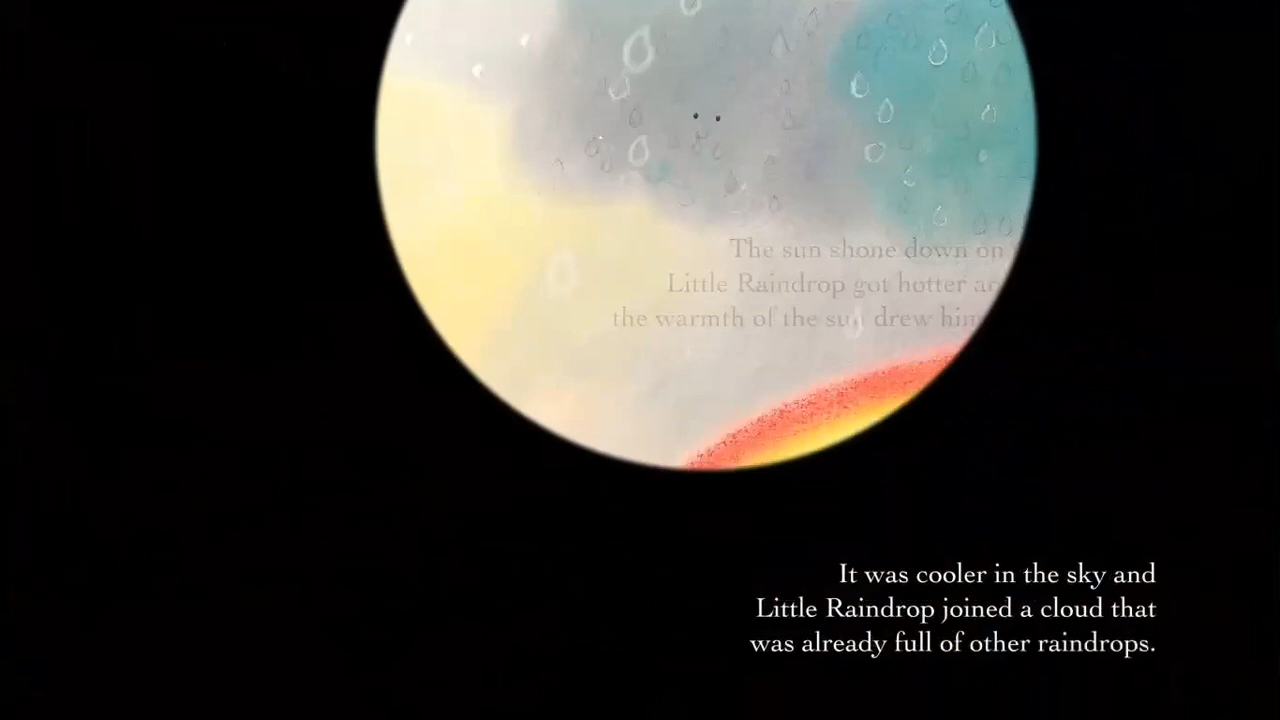 The sun shone down on
Little Raindrop got hotter
the warmth of the sun drew him
It was cooler in the sky and
Little Raindrop joined a cloud that
was already full of other raindrops.